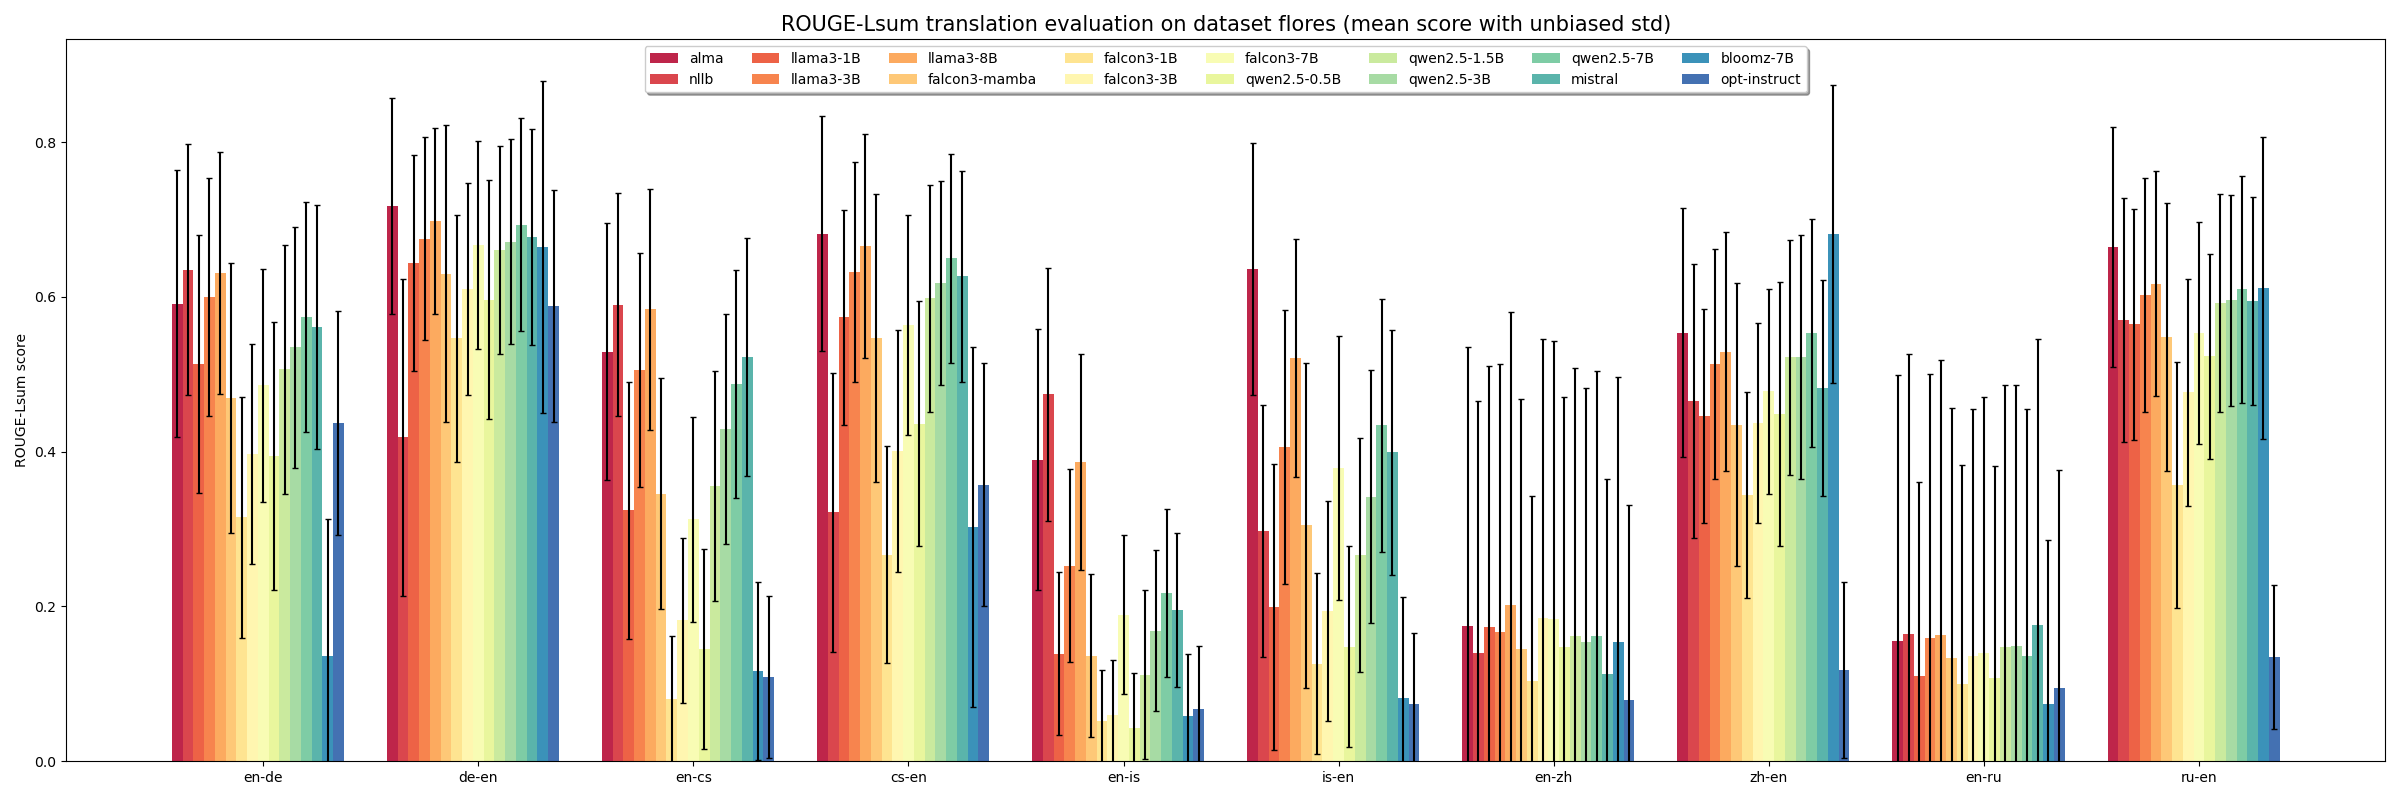 ROUGE-Lsum translation evaluation on dataset flores (mean score with unbiased std)
alma llama3-1B llama3-8B falcon3-1B falcon3-7B qwen2.5-1.5B qwen2.5-7B bloomz-7B
nllb llama3-3B falcon3-mamba falcon3-3B qwen2.5-0.5B qwen2.5-3B mistral opt-instruct
ROUGE-Lsum score
0.8
0.6
0.4
0.2
0.0
en-de de-en en-cs cs-en en-is is-en en-zh zh-en en-ru ru-en